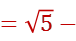 = √5 −